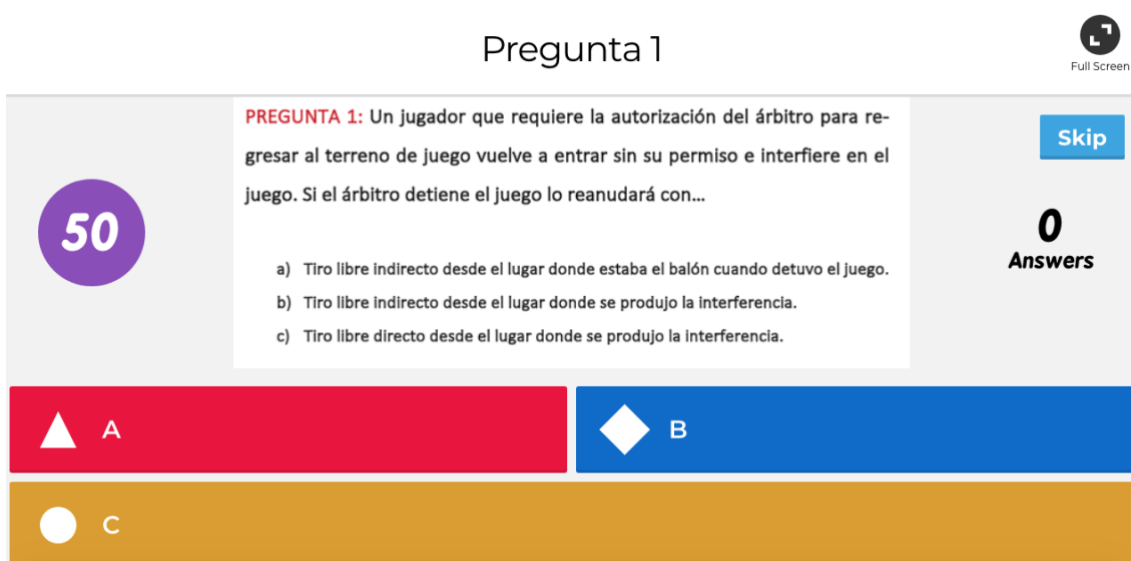 Pregunta 1
Full Screen
PREGUNTA 1: Un jugador que requiere la autorización del árbitro para re-
gresar al terreno de juego vuelve a entrar sin su permiso e interfiere en el
juego. Si el árbitro detiene el juego lo reanudará con...
Skip
50
0
Answers
a) Tiro libre indirecto desde el lugar donde estaba el balón cuando detuvo el juego.
b) Tiro libre indirecto desde el lugar donde se produjo la interferencia.
c) Tiro libre directo desde el lugar donde se produjo la interferencia.
A
B
C